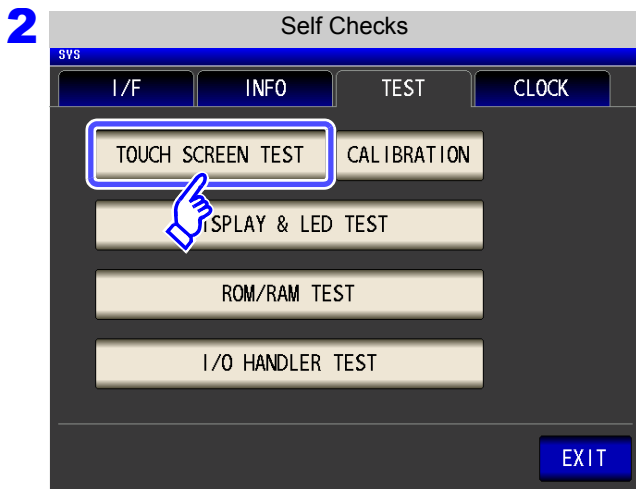 2
Self Checks
SYS
I/F INFO TEST CLOCK
TOUCH SCREEN TEST CALIBRATION
ISPLAY & LED TEST
ROM/RAM TEST
I/O HANDLER TEST
EXIT